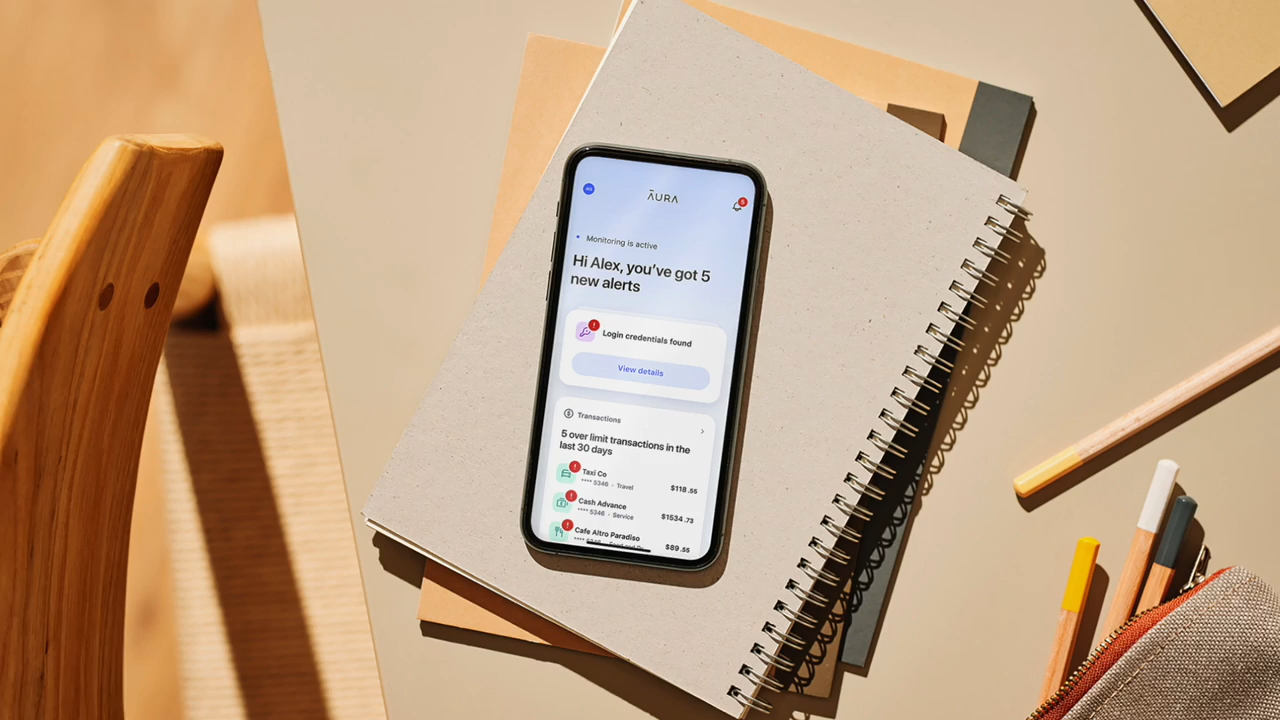 ĀURA
Monitoring is active
Hi Alex, you've got 5
new alerts
Login credentials found
View details
Transactions
5 over limit transactions in the
last 30 days
Taxi Co
**** 5346 · Travel
$118.55
Cash Advance
**** 5346 · Service
$1534.73
Cafe Altro Paradiso
$89.55